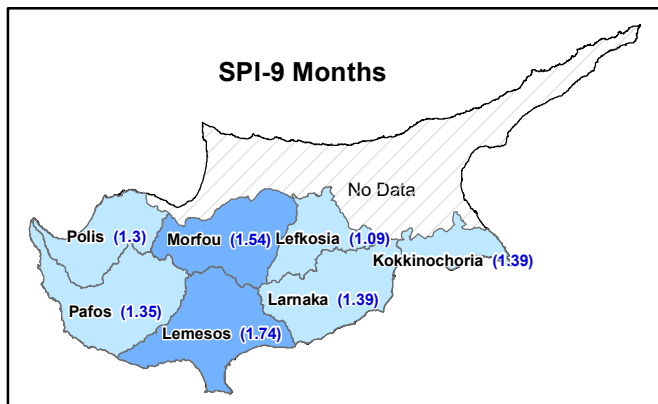 SPI-9 Months
No Data
Polis (1.3)
Morfou (1.54)
Lefkosia (1.09)
Kokkinochoria (1.39)
Pafos (1.35)
Larnaka (1.39)
Lemesos (1.74)